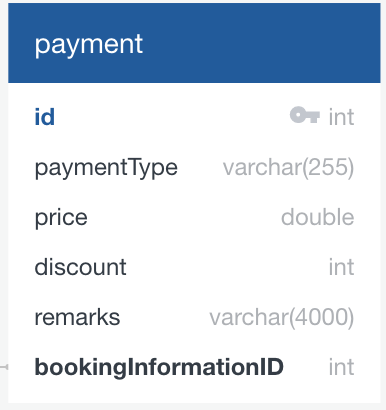 payment
id int
paymentType varchar(255)
price double
discount int
remarks varchar(4000)
bookingInformationID int